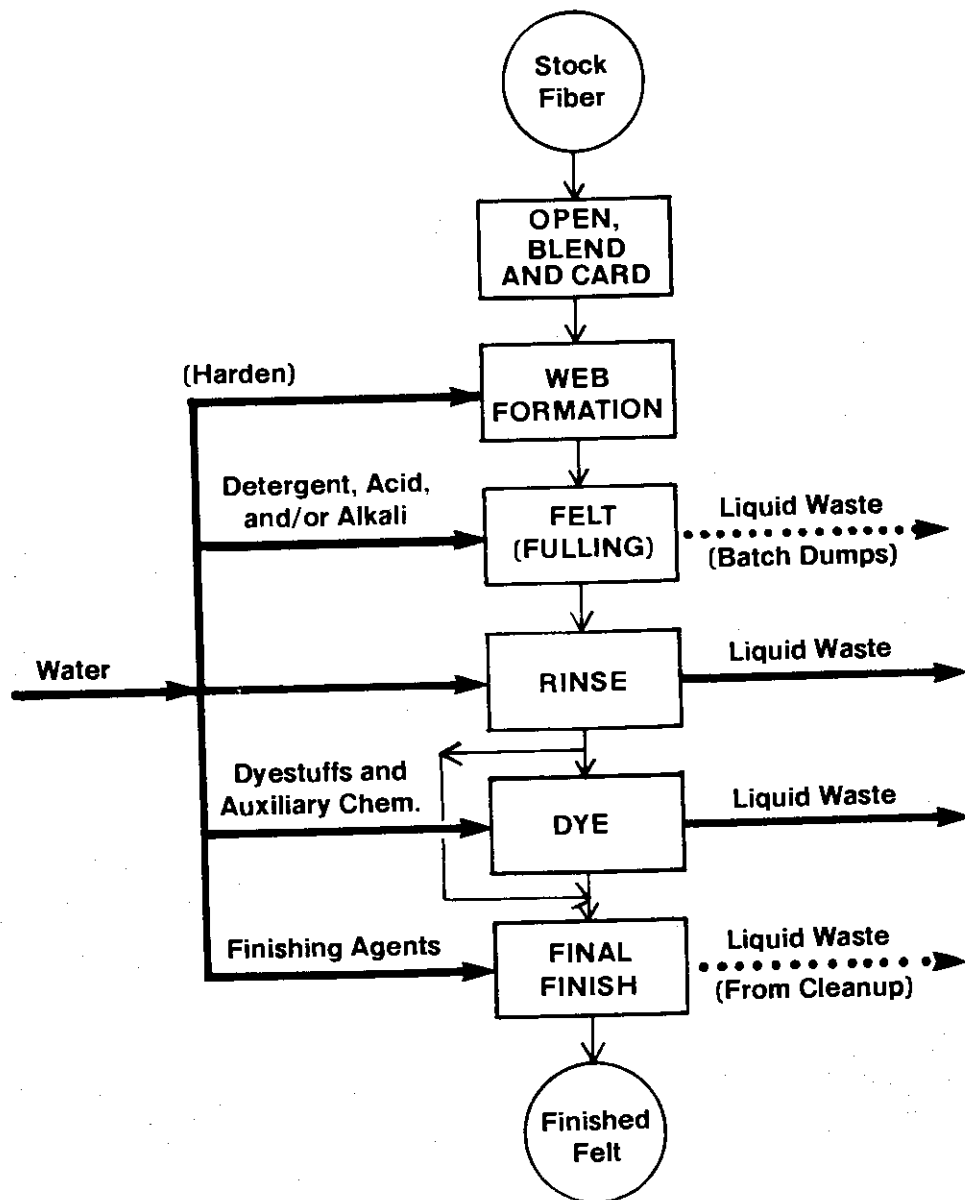 Stock
Fiber
OPEN,
BLEND
AND CARD
(Harden)
WEB
FORMATION
Detergent, Acid,
and/or Alkali
FELT
(FULLING)
Liquid Waste
(Batch Dumps)
Water
RINSE
Liquid Waste
Dyestuffs and
Auxiliary Chem.
DYE
Liquid Waste
Finishing Agents
FINAL
FINISH
Liquid Waste
(From Cleanup)
Finished
Felt